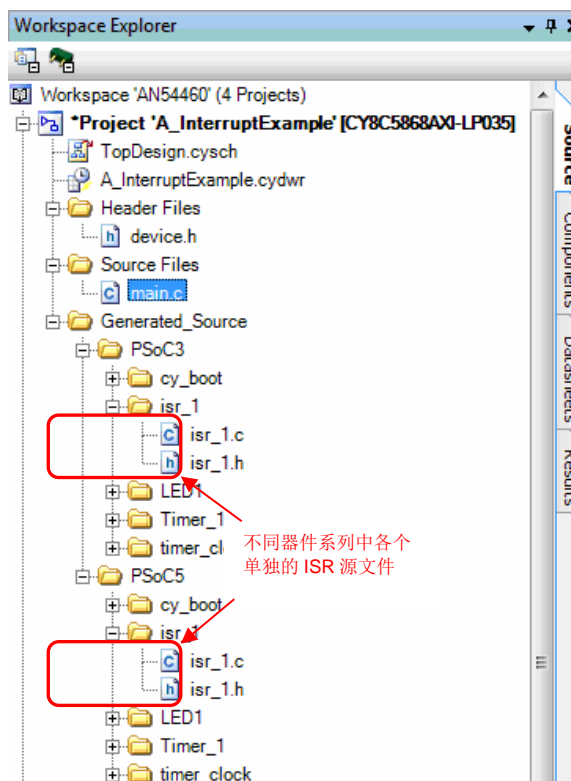 Workspace Explorer
Workspace 'AN54460' (4 Projects)
*Project 'A_InterruptExample' [CY8C5868AXI-LP035]
TopDesign.cysch
A_InterruptExample.cydwr
Header Files
h device.h
Source Files
C main.c
Generated_Source
PSoC3
cy_boot
isr_1
C isr_1.c
h isr_1.h
LED1
Timer_1
timer_cl
不同器件系列中各个
单独的 ISR 源文件
PSoC5
cy_boot
isr_1
C isr_1.c
h isr_1.h
LED1
Timer_1
timer_clock
Source
Components
Datasheets
Results